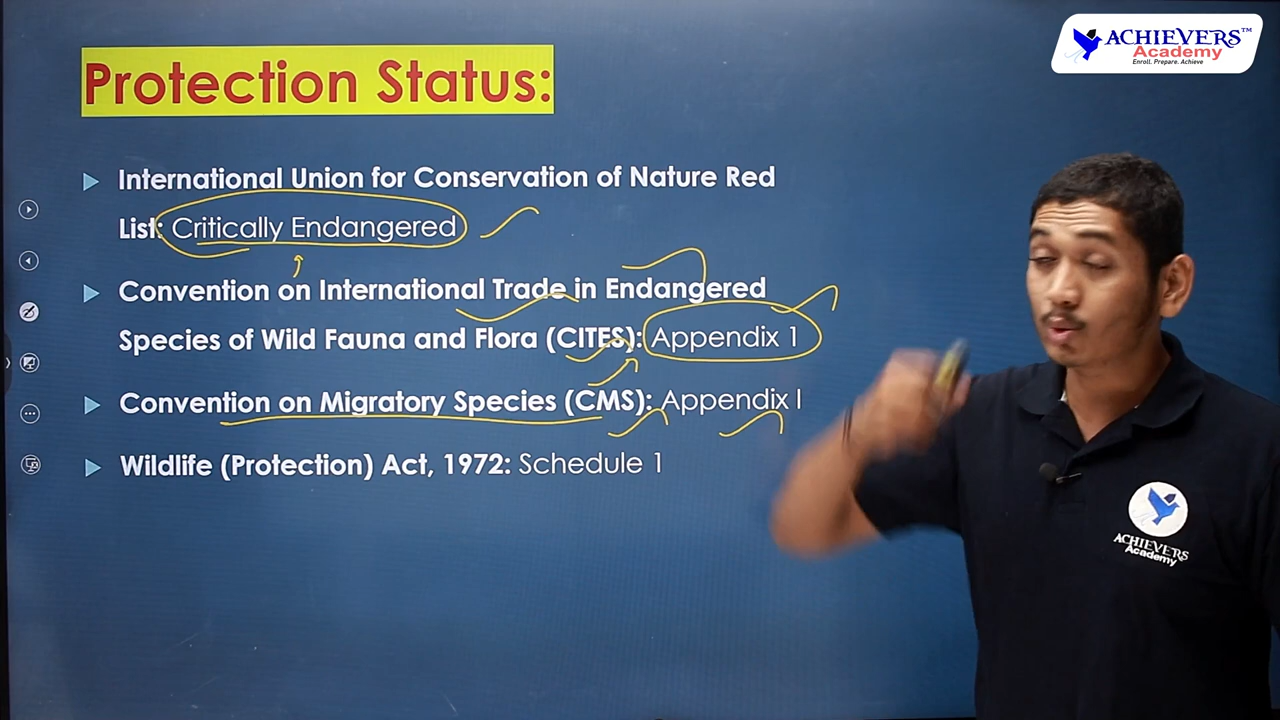 ACHIEVERS™
Academy
Enroll. Prepare. Achieve
Protection Status:
International Union for Conservation of Nature Red
List: Critically Endangered
Convention on International Trade in Endangered
Species of Wild Fauna and Flora (CITES): Appendix 1
Convention on Migratory Species (CMS): Appendix I
Wildlife (Protection) Act, 1972: Schedule 1
ACHIEVERS
Academy